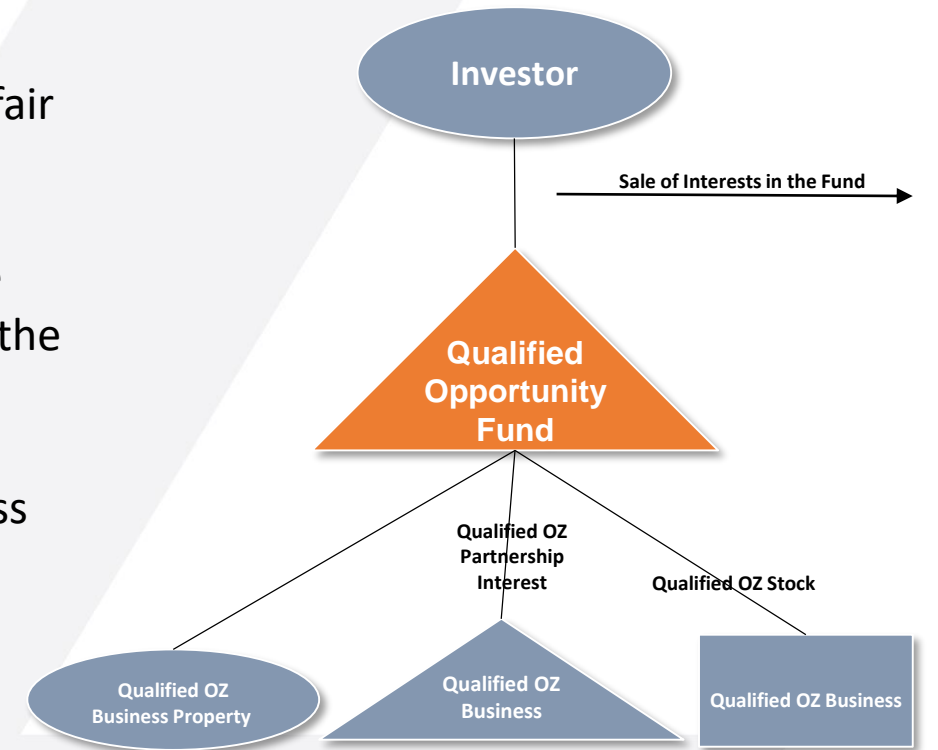 fair
the
ss
Investor
Sale of Interests in the Fund
Qualified
Opportunity
Fund
Qualified OZ
Partnership
Interest
Qualified OZ Stock
Qualified OZ
Business Property
Qualified OZ
Business
Qualified OZ Business